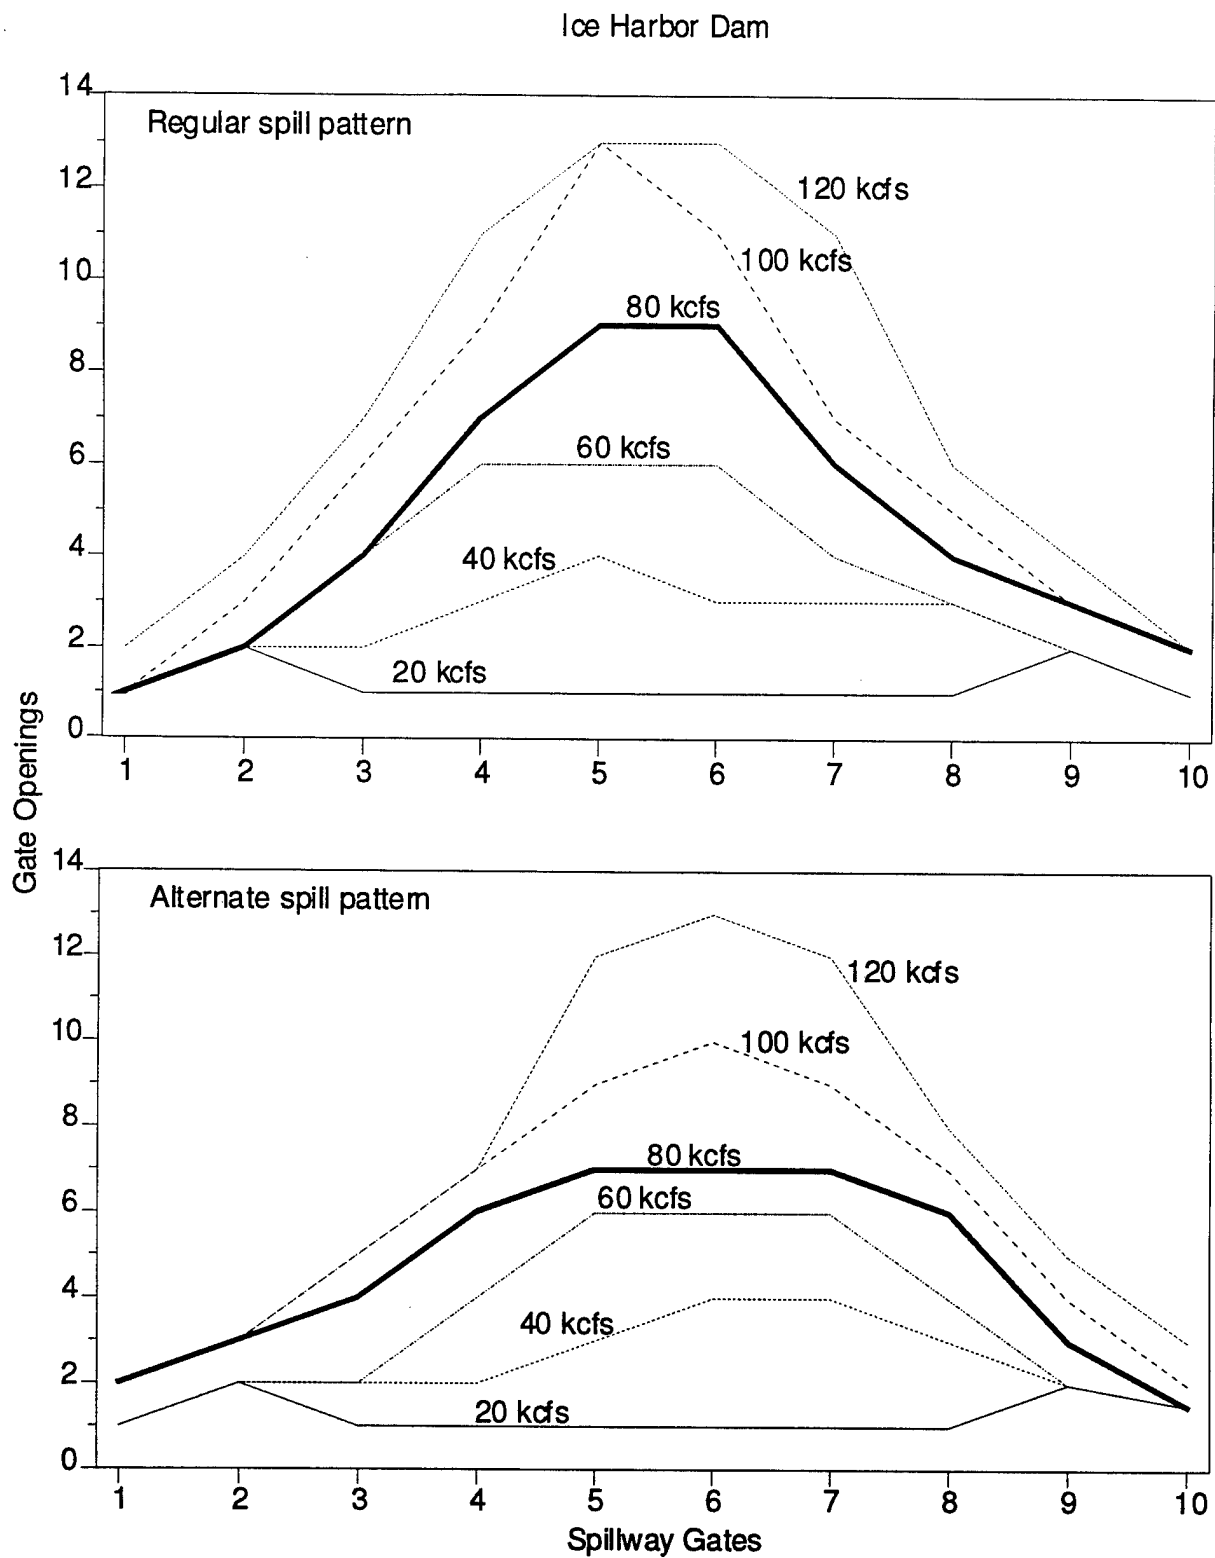 Ice Harbor Dam
14
Regular spill pattern
12
120 kcfs
100 kcfs
10
80 kcfs
8
60 kcfs
6
4
40 kcfs
2
20 kcfs
0
1 2 3 4 5 6 7 8 9 10
Gate Openings
14
Alternate spill pattern
12
120 kcfs
10
100 kcfs
8
80 kcfs
6
60 kcfs
4
40 kcfs
2
20 kcfs
0
1 2 3 4 5 6 7 8 9 10
Spillway Gates